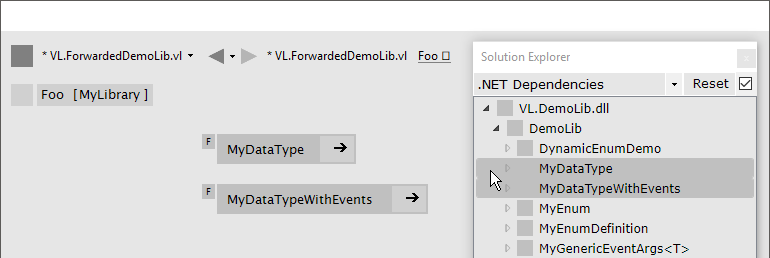 * VL.ForwardedDemoLib.vl * VL.ForwardedDemoLib.vl Foo
Solution Explorer x
.NET Dependencies Reset
Foo [MyLibrary]
F MyDataType
F MyDataTypeWithEvents
VL.DemoLib.dll
DemoLib
DynamicEnumDemo
MyDataType
MyDataTypeWithEvents
MyEnum
MyEnumDefinition
MyGenericEventArgs<T>